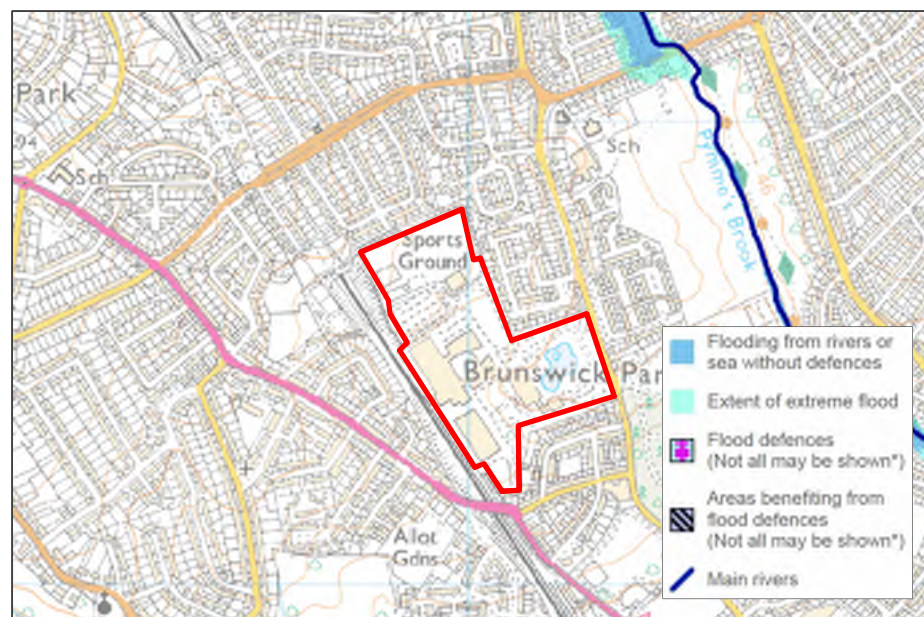 Park
94
Sch
Sch
Pymme's Brook
46
Sports
Ground
Brunswick Par
Allot
Gdns
Flooding from rivers or
sea without defences
Extent of extreme flood
Flood defences
(Not all may be shown*)
Areas benefiting from
flood defences
(Not all may be shown*)
Main rivers